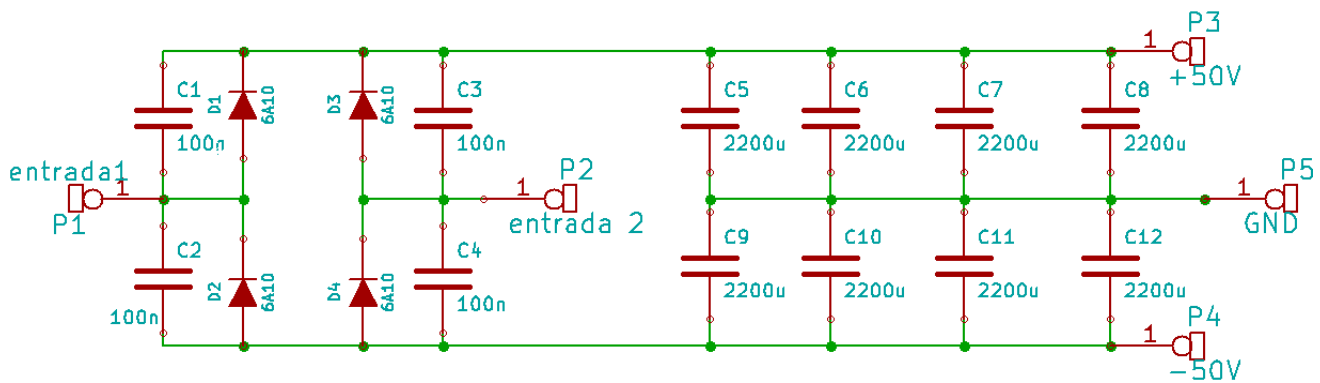 P3
1
+50V
C1
100n
D1
6A10
D3
6A10
C3
100n
C5
2200u
C6
2200u
C7
2200u
C8
2200u
entrada1
1
P1
P2
1
entrada 2
P5
1
GND
C2
100n
D2
6A10
D4
6A10
C4
100n
C9
2200u
C10
2200u
C11
2200u
C12
2200u
P4
1
-50V